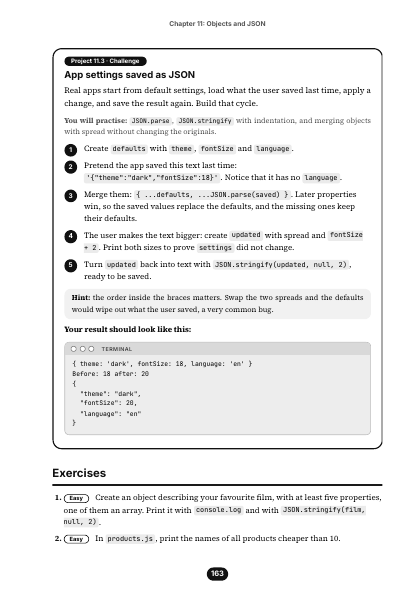 Chapter 11: Objects and JSON
Project 11.3 · Challenge
App settings saved as JSON
Real apps start from default settings, load what the user saved last time, apply a
change, and save the result again. Build that cycle.
You will practise: JSON.parse, JSON.stringify with indentation, and merging objects
with spread without changing the originals.
1 Create defaults with theme, fontSize and language.
2 Pretend the app saved this text last time:
'{"theme":"dark","fontSize":18}'. Notice that it has no language.
3 Merge them: { ...defaults, ...JSON.parse(saved) }. Later properties
win, so the saved values replace the defaults, and the missing ones keep
their defaults.
4 The user makes the text bigger: create updated with spread and fontSize
+ 2. Print both sizes to prove settings did not change.
5 Turn updated back into text with JSON.stringify(updated, null, 2),
ready to be saved.
Hint: the order inside the braces matters. Swap the two spreads and the defaults
would wipe out what the user saved, a very common bug.
Your result should look like this:
TERMINAL
{ theme: 'dark', fontSize: 18, language: 'en' }
Before: 18 after: 20
{
"theme": "dark",
"fontSize": 20,
"language": "en"
}
Exercises
1. Easy Create an object describing your favourite film, with at least five properties,
one of them an array. Print it with console.log and with JSON.stringify(film,
null, 2).
2. Easy In products.js, print the names of all products cheaper than 10.
163